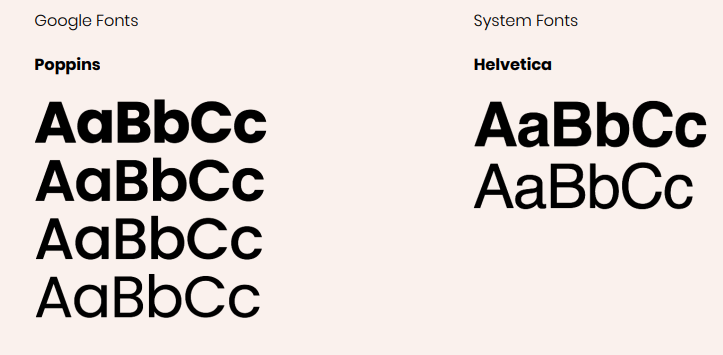 Google Fonts
Poppins
AaBbCc
AaBbCc
AaBbCc
AaBbCc
System Fonts
Helvetica
AaBbCc
AaBbCc